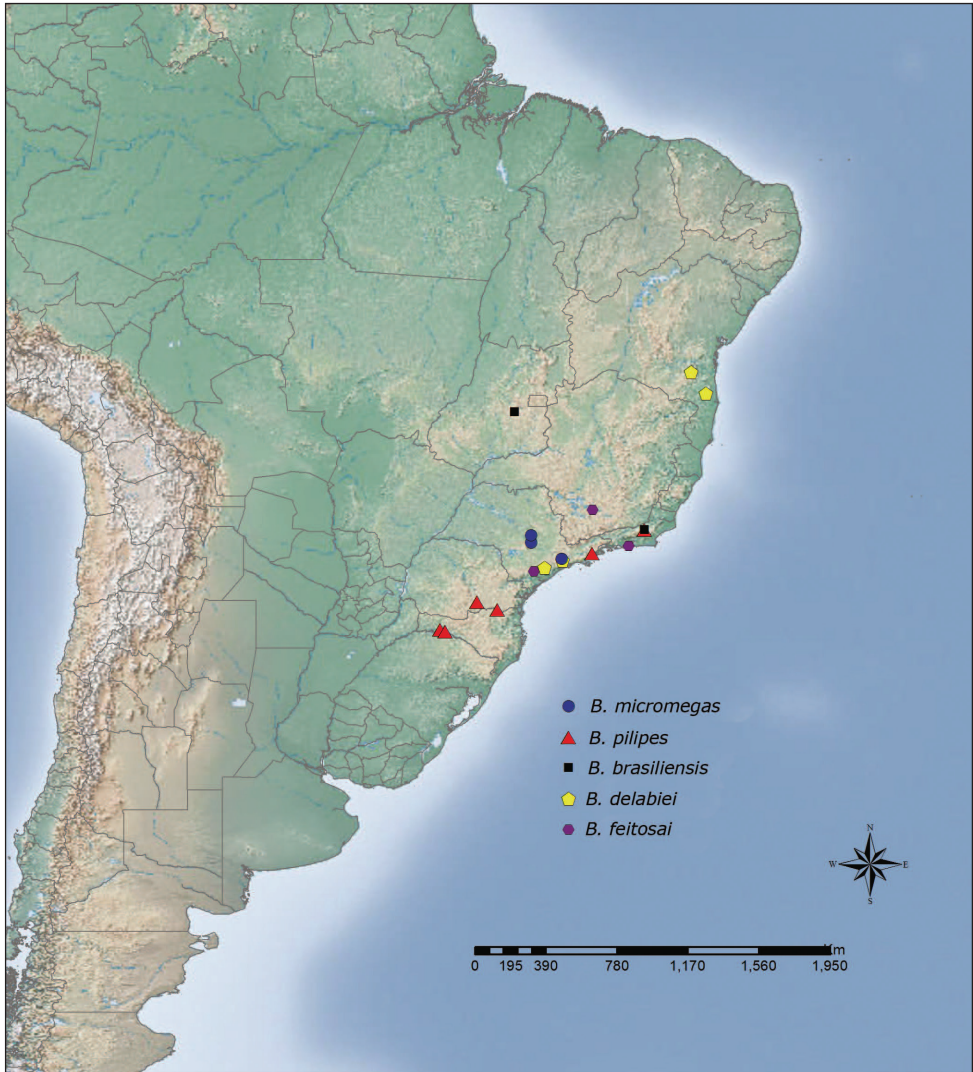 B. micromegas
B. pilipes
B. brasiliensis
B. delabiei
B. feitosai
N
W E
S
Km
0 195 390 780 1,170 1,560 1,950